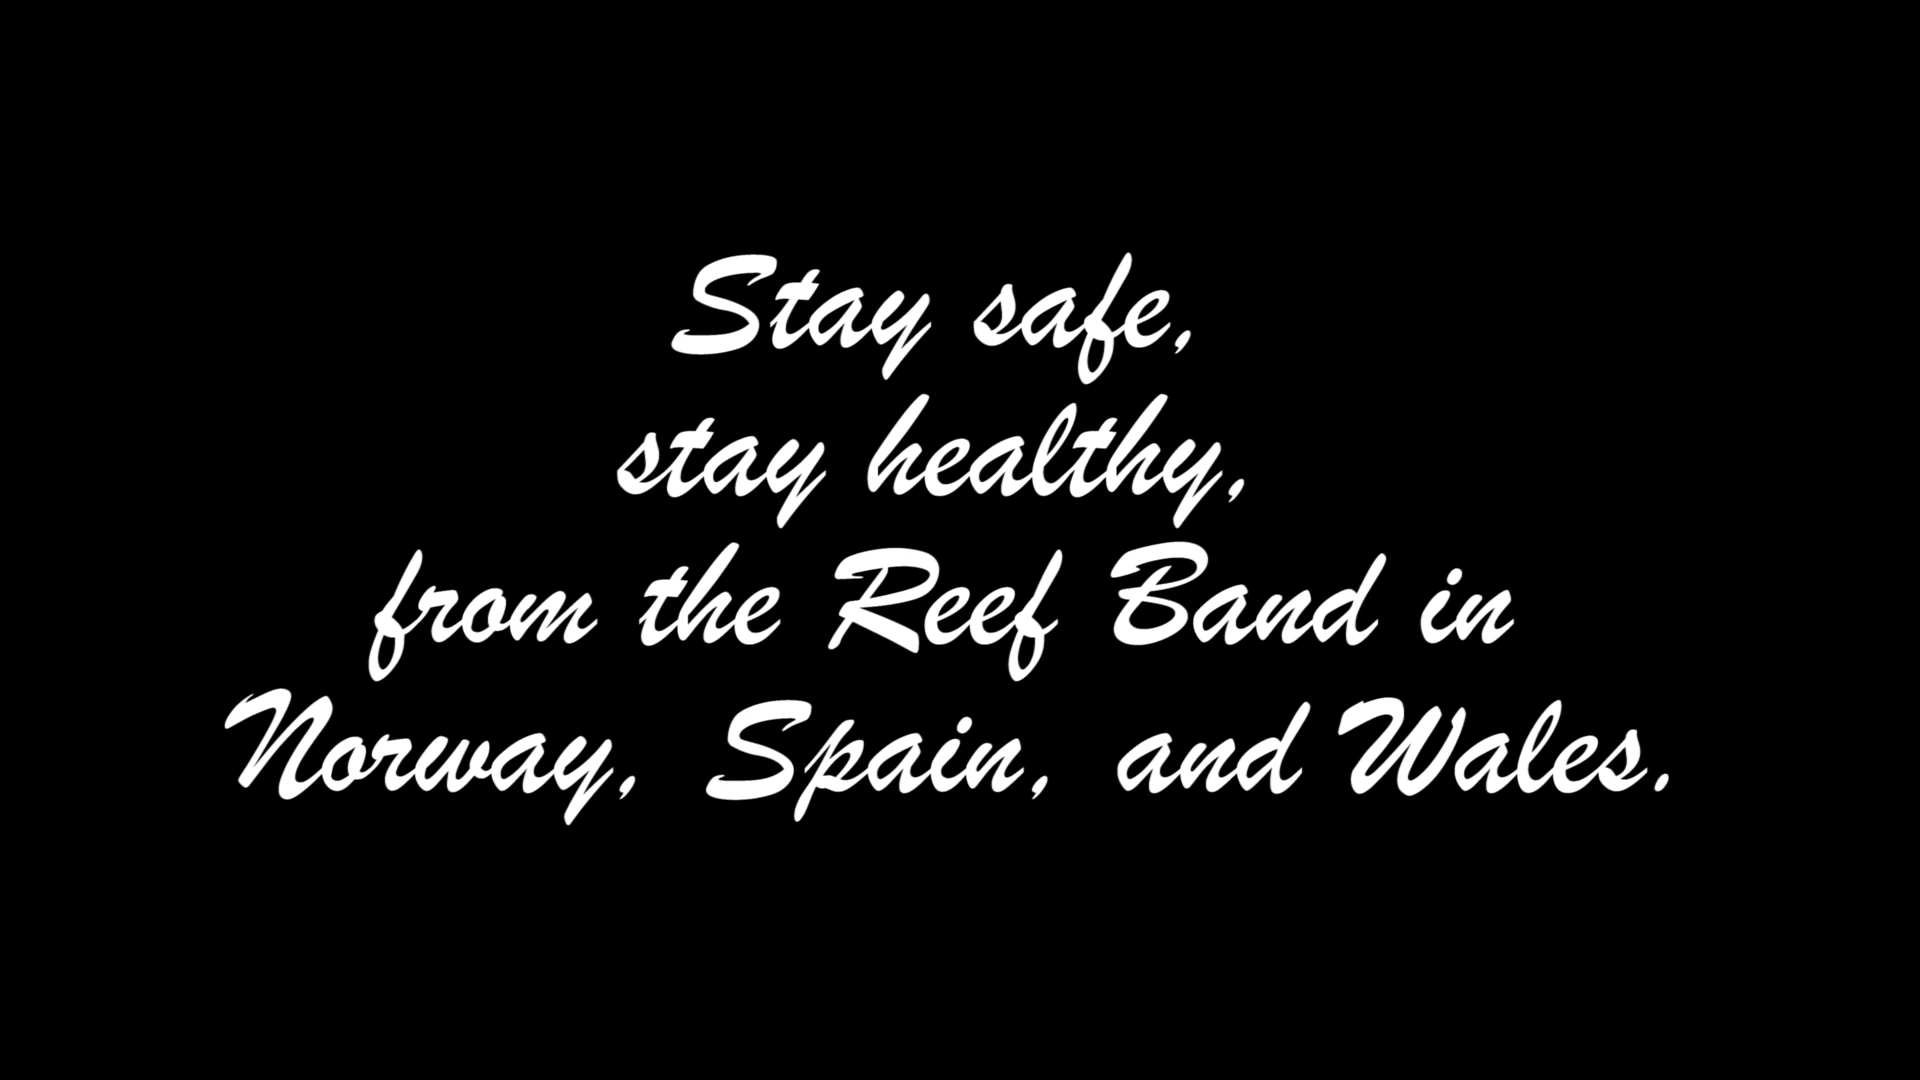 Stay safe,
stay healthy,
from the Reef Band in
Norway, Spain, and Wales.